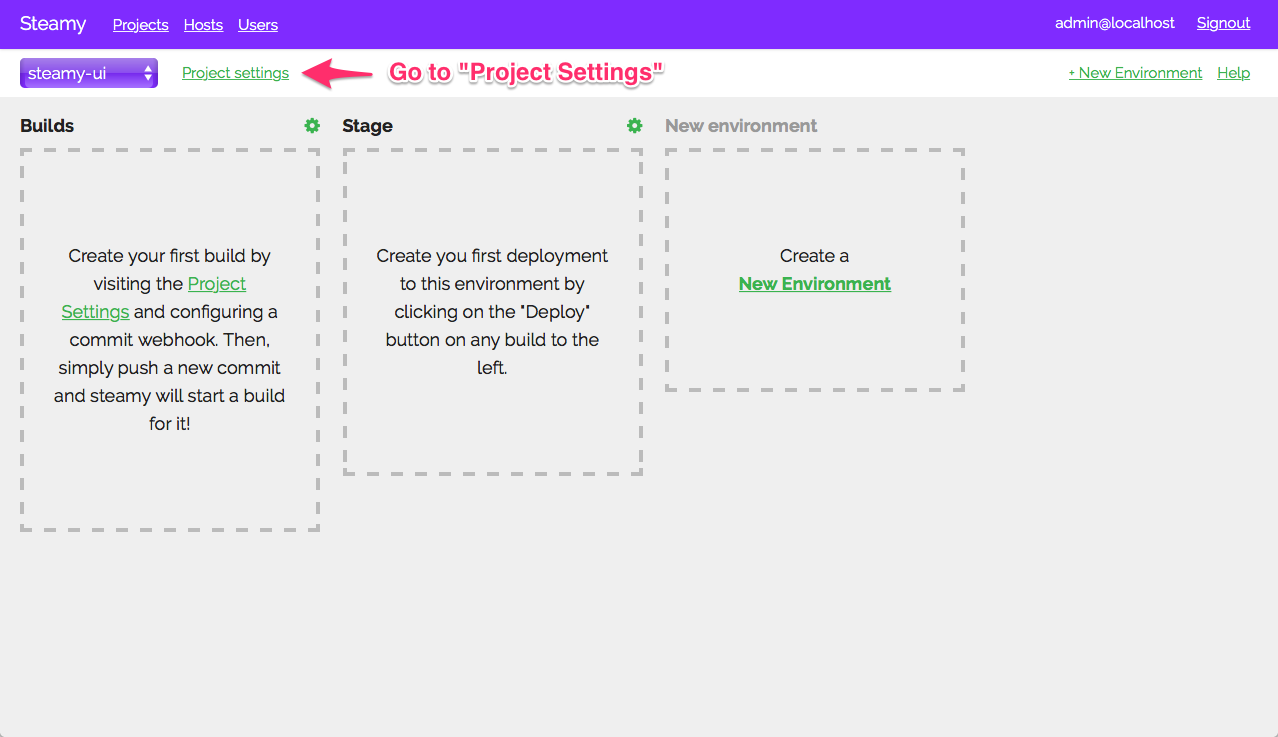 Steamy Projects Hosts Users admin@localhost Signout
steamy-ui Project settings Go to "Project Settings" + New Environment Help
Builds Stage New environment
Create your first build by
visiting the Project
Settings and configuring a
commit webhook. Then,
simply push a new commit
and steamy will start a build
for it!
Create you first deployment
to this environment by
clicking on the "Deploy"
button on any build to the
left.
Create a
New Environment